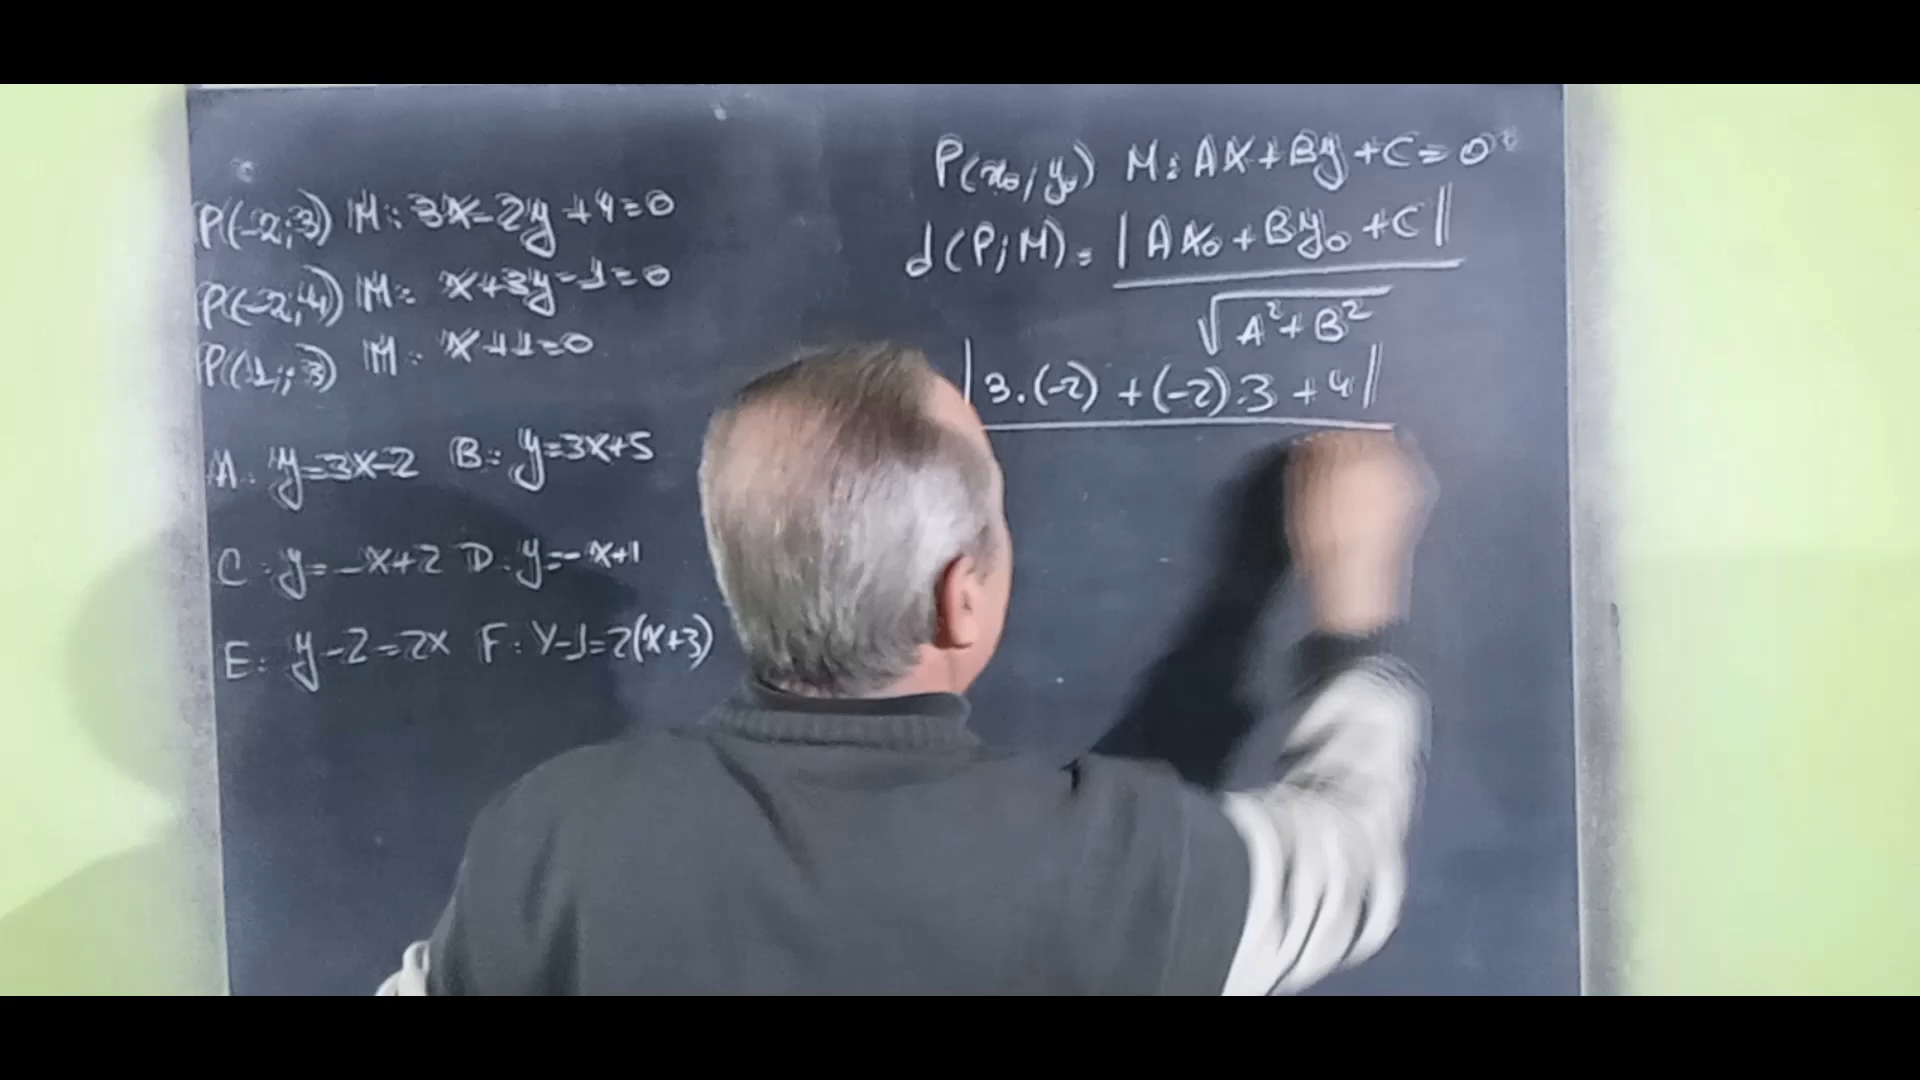 P(-2;3) M: 3x-2y+4=0
P(-2;4) M: x+3y-1=0
P(1;3) M: x+1=0
A: y=3x-2 B: y=3x+5
C: y=-x+2 D: y=-x+1
E: y-2=2x F: y-1=2(x+3)
P(x₀; y₀) M: Ax+By+C=0
d(P;M) = |Ax₀+By₀+C|
√A²+B²
|3.(-2)+(-2).3+4|